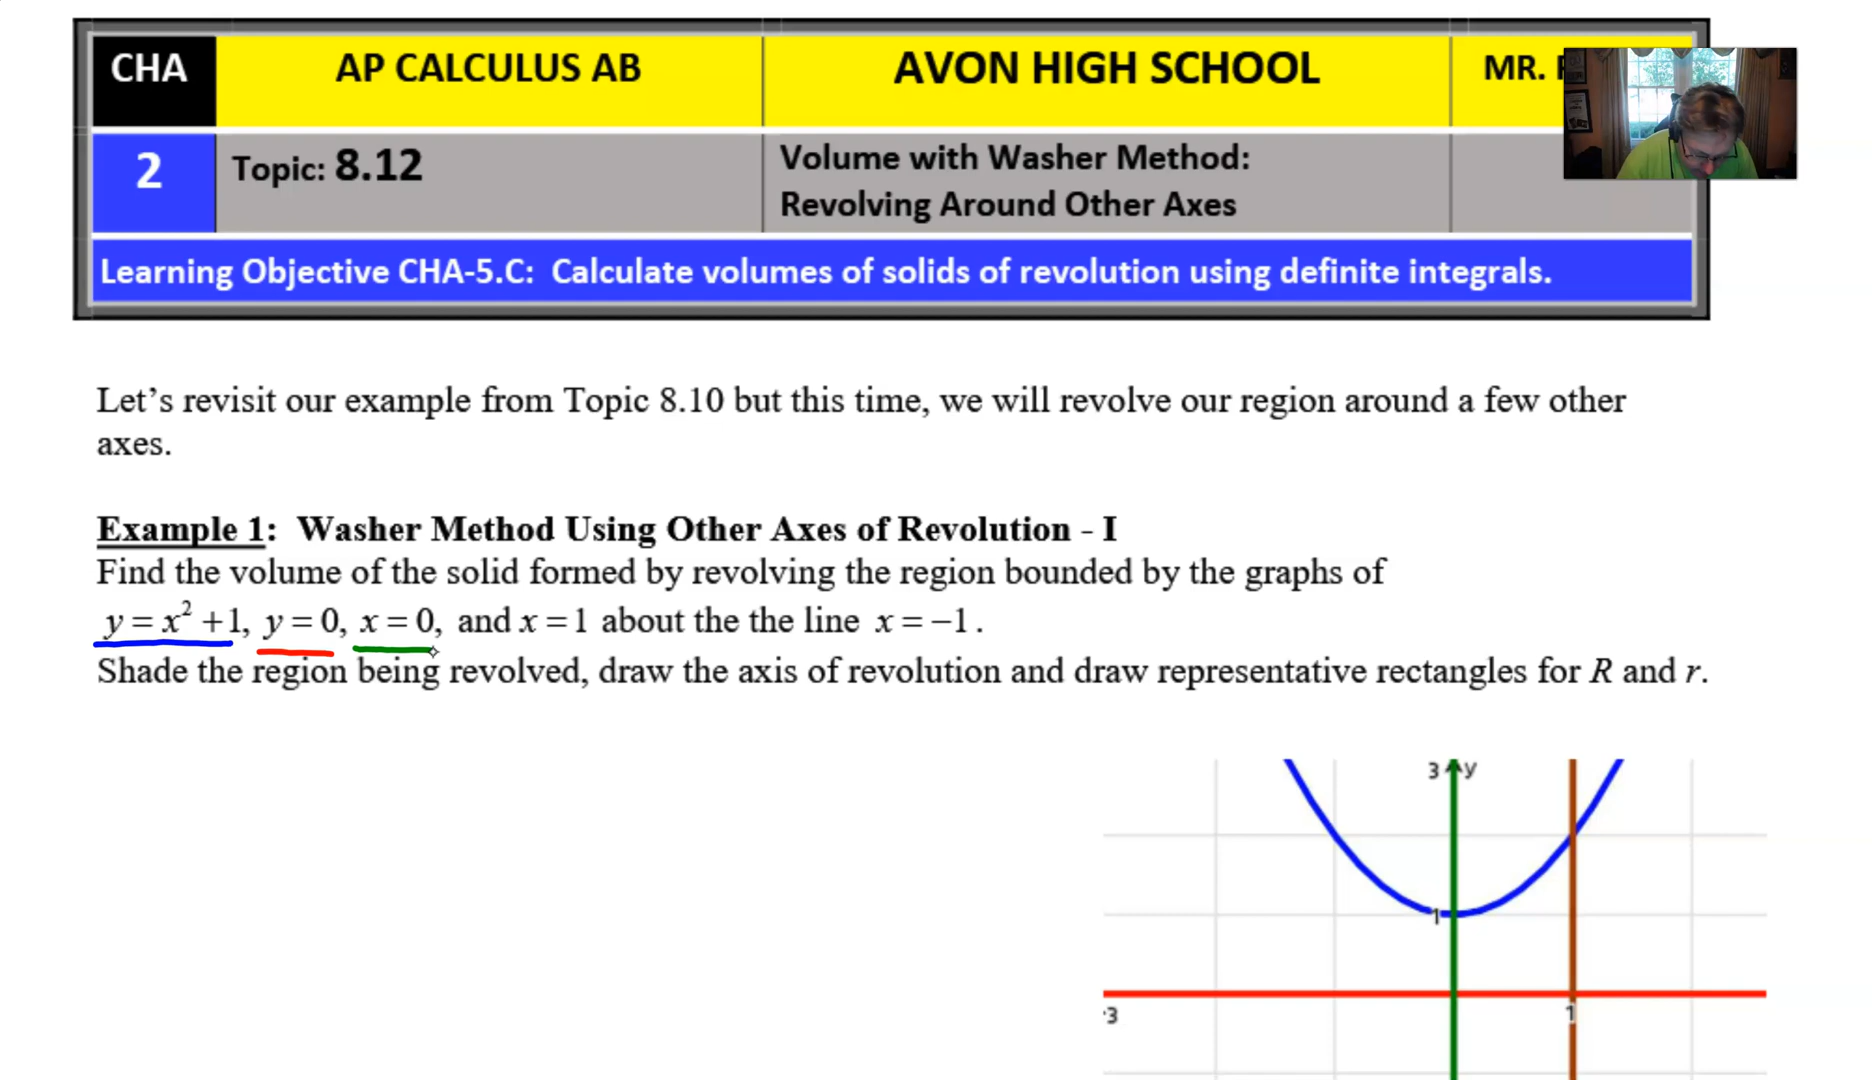 CHA
AP CALCULUS AB
AVON HIGH SCHOOL
MR.
2
Topic: 8.12
Volume with Washer Method:
Revolving Around Other Axes
Learning Objective CHA-5.C: Calculate volumes of solids of revolution using definite integrals.
Let's revisit our example from Topic 8.10 but this time, we will revolve our region around a few other
axes.
Example 1: Washer Method Using Other Axes of Revolution - I
Find the volume of the solid formed by revolving the region bounded by the graphs of
y = x² + 1, y = 0, x = 0, and x = 1 about the the line x = −1.
Shade the region being revolved, draw the axis of revolution and draw representative rectangles for R and r.
3 y
1
3
1